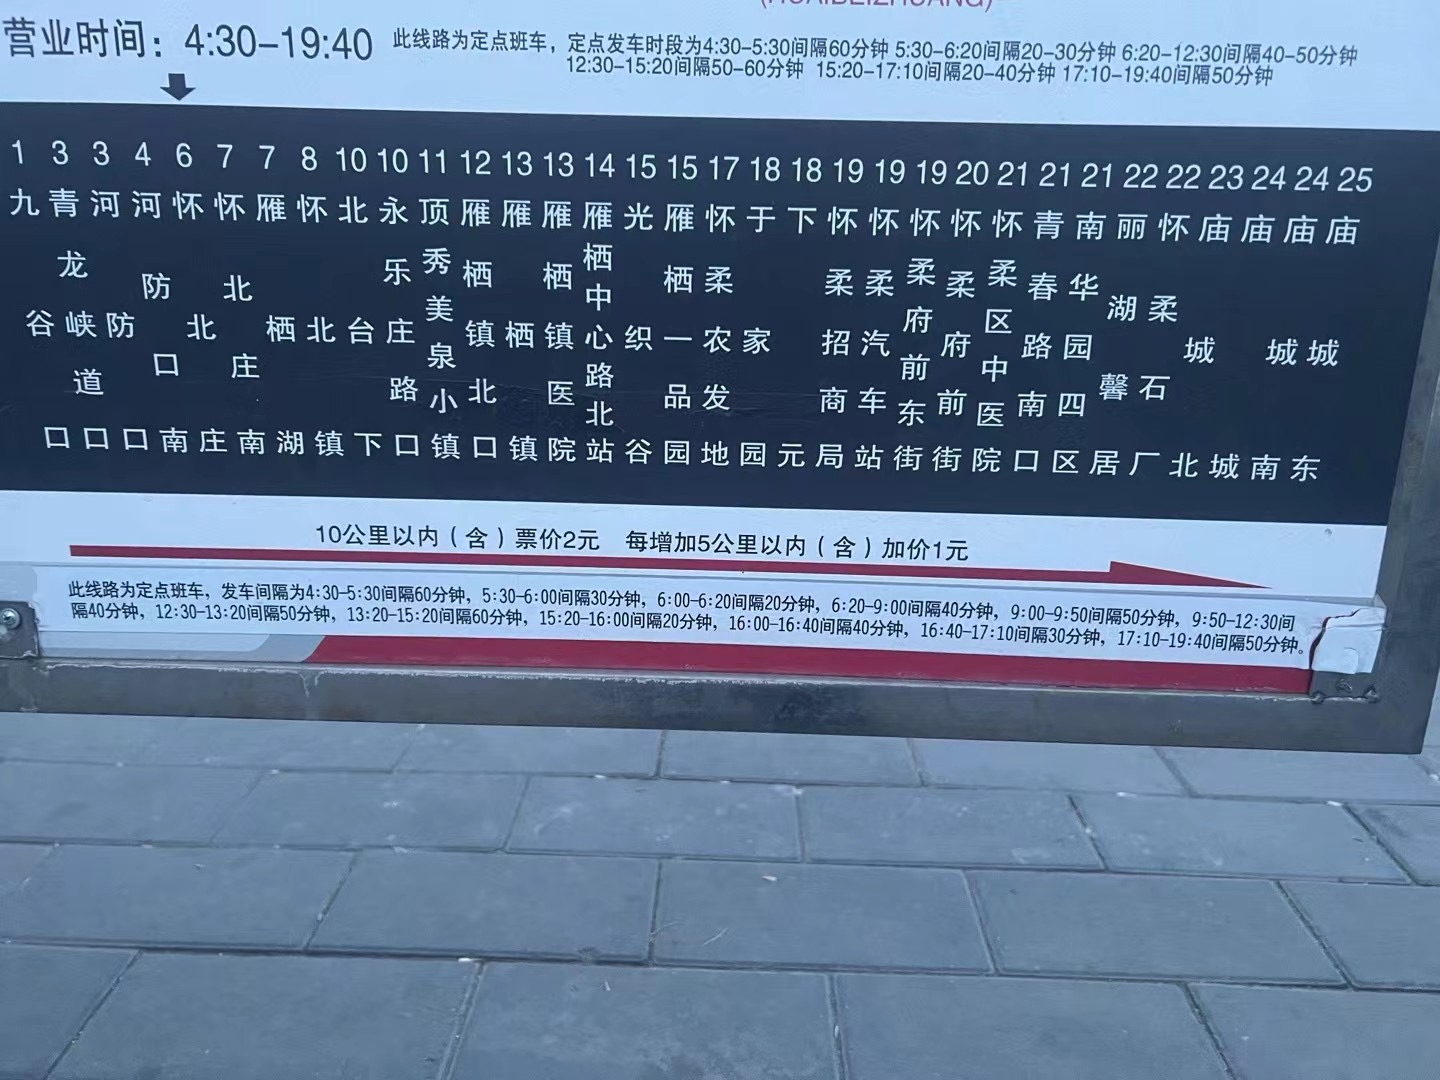 (HUAIBEIZHUANG)
营业时间：4:30-19:40
此线路为定点班车，定点发车时段为4:30-5:30间隔60分钟 5:30-6:20间隔20-30分钟 6:20-12:30间隔40-50分钟
12:30-15:20间隔50-60分钟 15:20-17:10间隔20-40分钟 17:10-19:40间隔50分钟
1 3 3 4 6 7 7 8 10 10 11 12 13 13 14 15 15 17 18 18 19 19 19 20 21 21 21 22 22 23 24 24 25
九谷口
青龙峡道口
河防口
河防口南
怀北庄
怀北庄南
雁栖湖
怀北镇
北台下
永乐庄路口
顶秀美泉小镇
雁栖镇北口
雁栖镇
雁栖镇医院
雁栖中心路北站
光织谷
雁栖一品园
怀柔农发地
于家园
下元
怀柔招商局
怀柔汽车站
怀柔府前东街
怀柔府前街
怀柔区中医院
青春路南口
南华园四区
丽湖馨居
怀柔石厂
庙城北
庙城
庙城南
庙城东
10公里以内（含）票价2元 每增加5公里以内（含）加价1元
此线路为定点班车，发车间隔为4:30-5:30间隔60分钟，5:30-6:00间隔30分钟，6:00-6:20间隔20分钟，6:20-9:00间隔40分钟，9:00-9:50间隔50分钟，9:50-12:30间
隔40分钟，12:30-13:20间隔50分钟，13:20-15:20间隔60分钟，15:20-16:00间隔20分钟，16:00-16:40间隔40分钟，16:40-17:10间隔30分钟，17:10-19:40间隔50分钟。